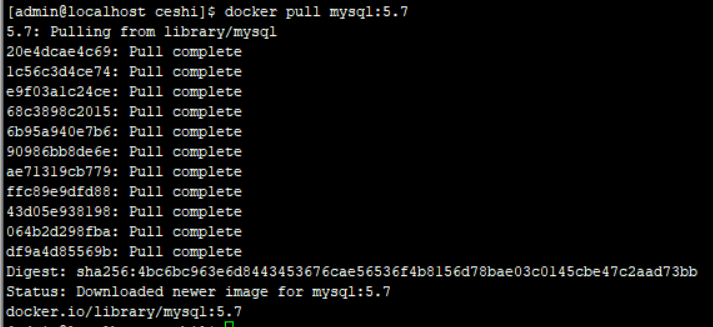 [admin@localhost ceshi]$ docker pull mysql:5.7
5.7: Pulling from library/mysql
20e4dcae4c69: Pull complete
1c56c3d4ce74: Pull complete
e9f03a1c24ce: Pull complete
68c3898c2015: Pull complete
6b95a940e7b6: Pull complete
90986bb8de6e: Pull complete
ae71319cb779: Pull complete
ffc89e9dfd88: Pull complete
43d05e938198: Pull complete
064b2d298fba: Pull complete
df9a4d85569b: Pull complete
Digest: sha256:4bc6bc963e6d8443453676cae56536f4b8156d78bae03c0145cbe47c2aad73bb
Status: Downloaded newer image for mysql:5.7
docker.io/library/mysql:5.7